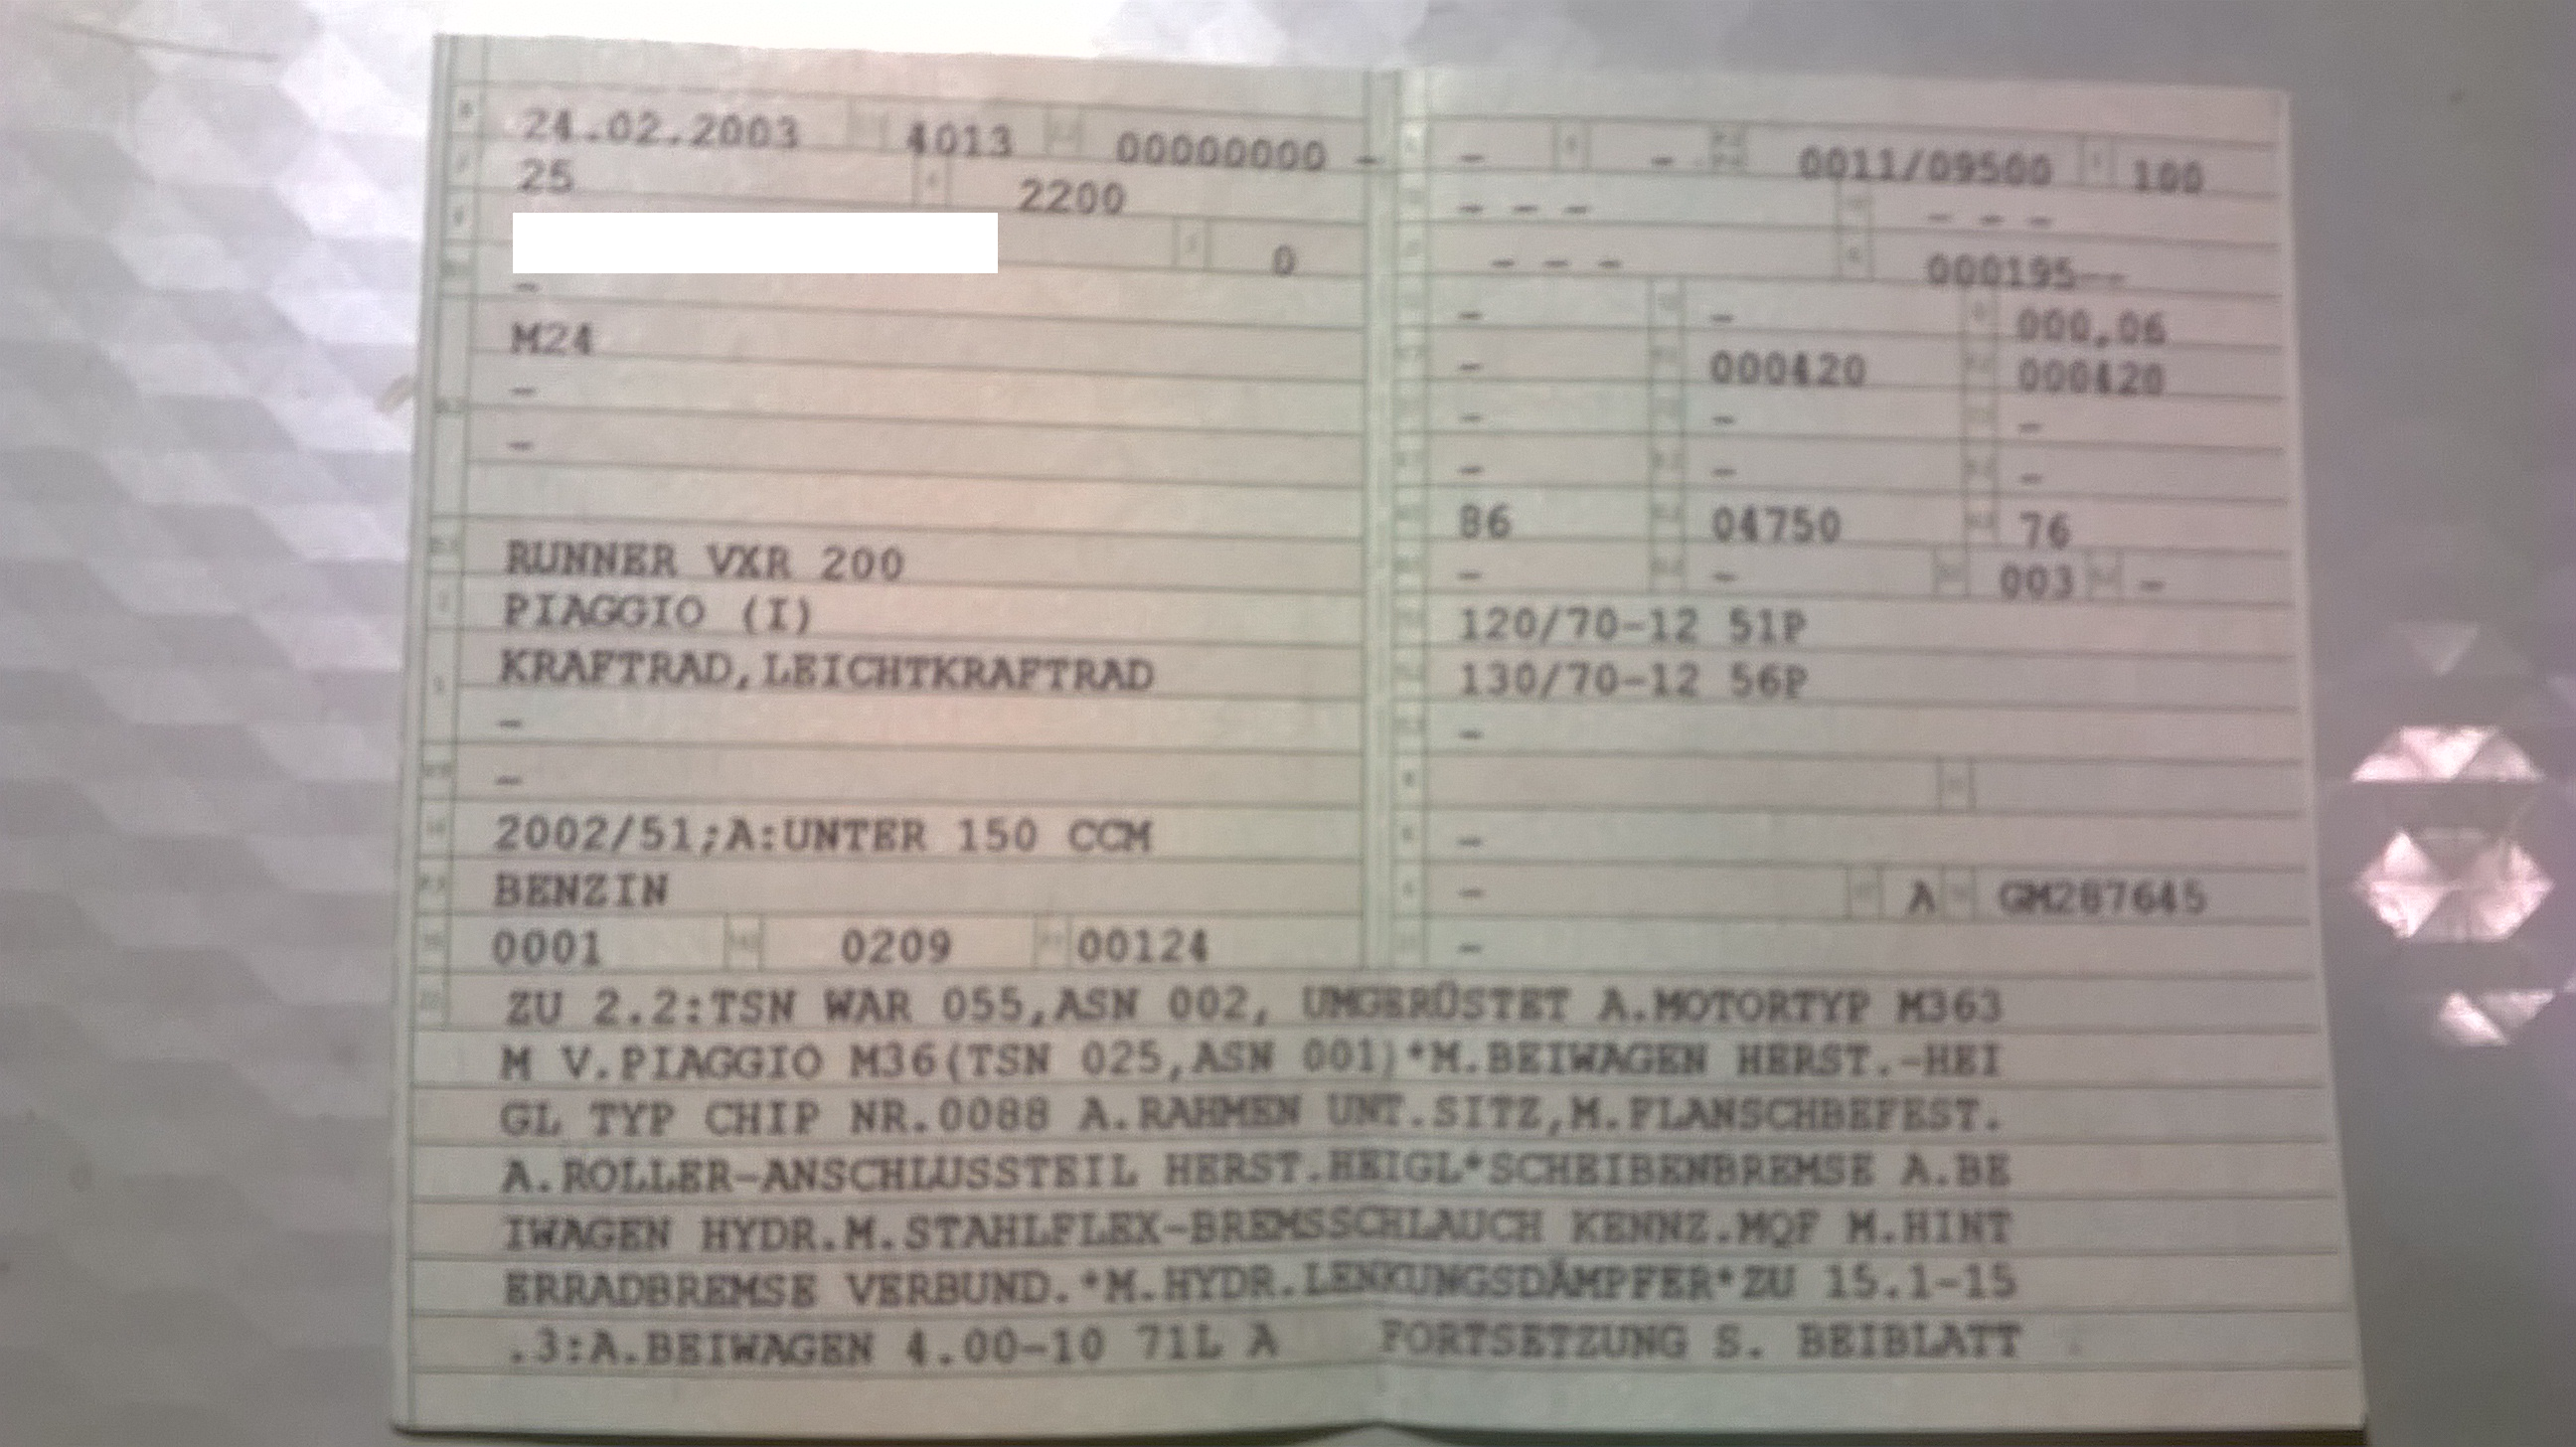 24.02.2003 4013 00000000 -
25 2200
0
-
M24
-
-
RUNNER VXR 200
PIAGGIO (I)
KRAFTRAD,LEICHTKRAFTRAD
-
-
2002/51;A:UNTER 150 CCM
BENZIN
0001 0209 00124
- - 0011/09500 100
- - - - - -
- - - 000195--
- - 000,06
- 000420 000420
- - -
- - -
86 04750 76
- - 003 -
120/70-12 51P
130/70-12 56P
-
-
- A GM287645
-
ZU 2.2:TSN WAR 055,ASN 002, UMGERÜSTET A.MOTORTYP M363
M V.PIAGGIO M36(TSN 025,ASN 001)*M.BEIWAGEN HERST.-HEI
GL TYP CHIP NR.0088 A.RAHMEN UNT.SITZ,M.FLANSCHBEFEST.
A.ROLLER-ANSCHLUSSTEIL HERST.HEIGL*SCHEIBENBREMSE A.BE
IWAGEN HYDR.M.STAHLFLEX-BREMSSCHLAUCH KENNZ.MQF M.HINT
ERRADBREMSE VERBUND.*M.HYDR.LENKUNGSDÄMPFER*ZU 15.1-15
.3:A.BEIWAGEN 4.00-10 71L A FORTSETZUNG S. BEIBLATT